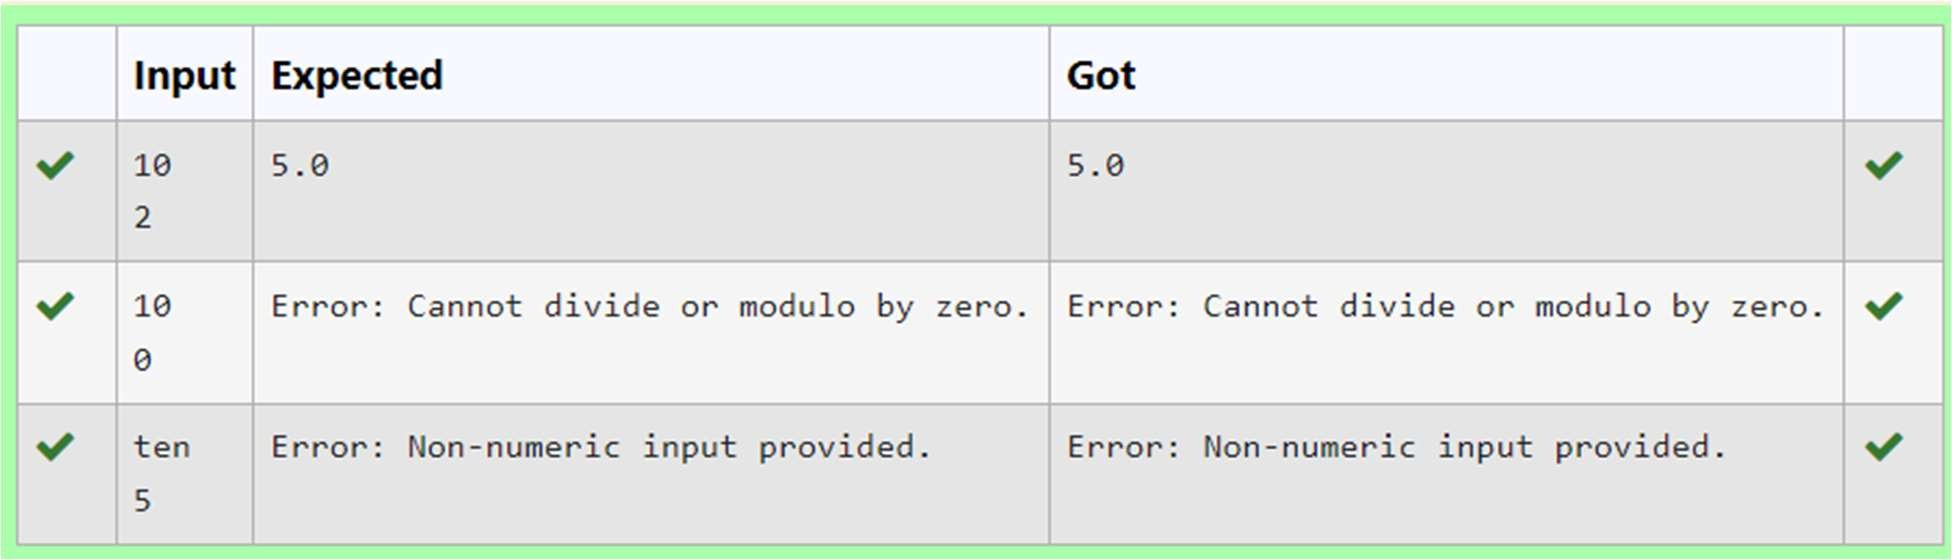 Input Expected Got
10 5.0 5.0
2
10 Error: Cannot divide or modulo by zero. Error: Cannot divide or modulo by zero.
0
ten Error: Non-numeric input provided. Error: Non-numeric input provided.
5